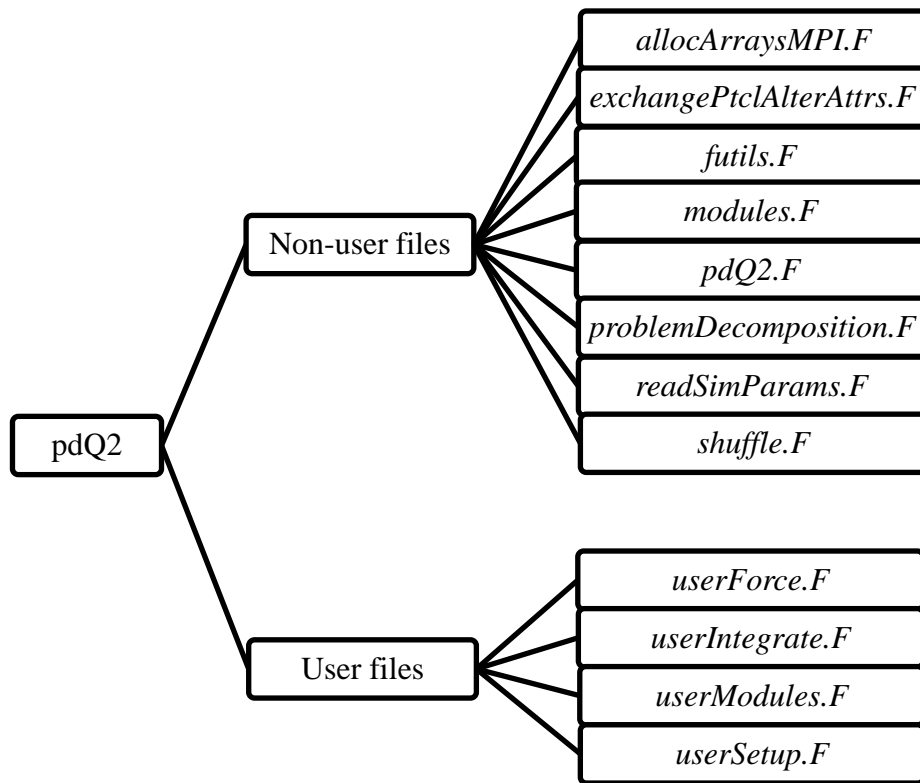 allocArraysMPI.F
exchangePtclAlterAttrs.F
futils.F
modules.F
Non-user files
pdQ2.F
problemDecomposition.F
readSimParams.F
shuffle.F
pdQ2
userForce.F
userIntegrate.F
User files
userModules.F
userSetup.F